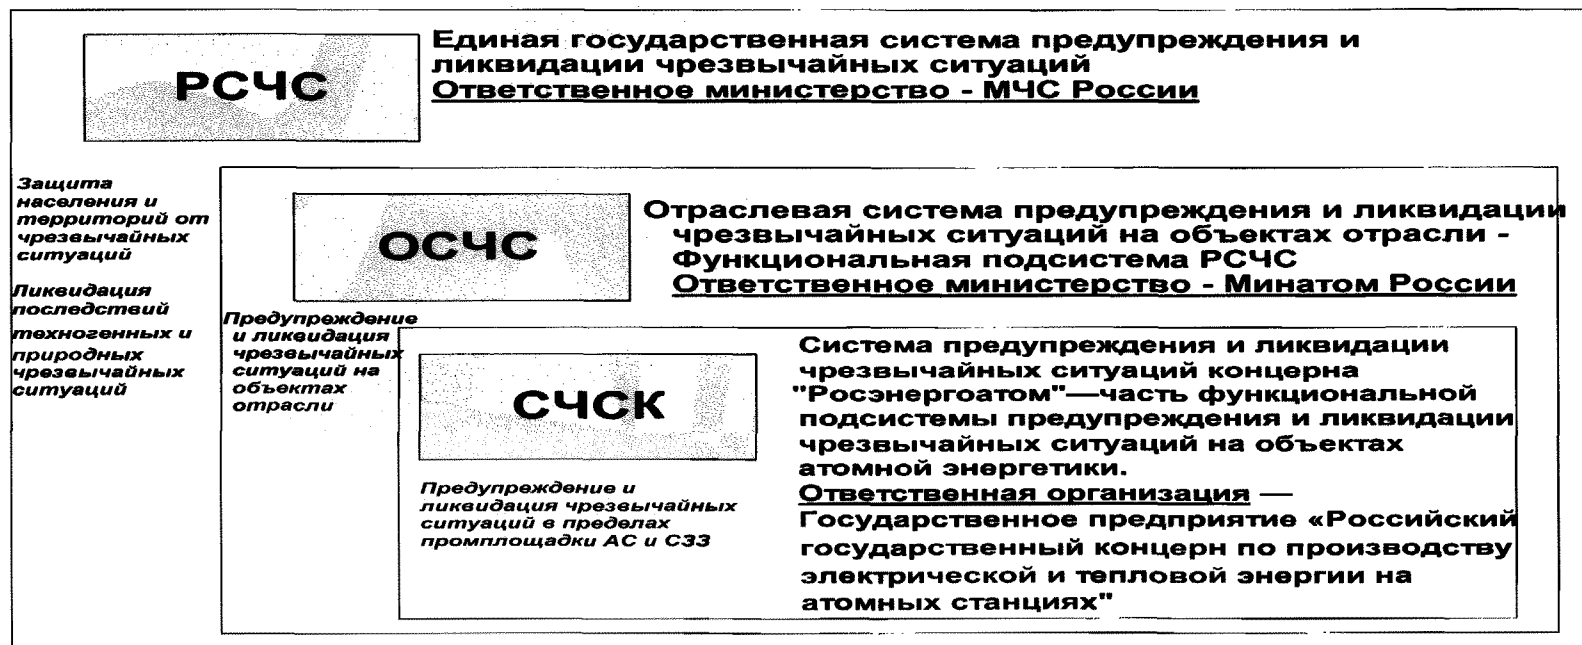 РСЧС
Единая государственная система предупреждения и
ликвидации чрезвычайных ситуаций
Ответственное министерство - МЧС России
Защита
населения и
территорий от
чрезвычайных
ситуаций
Ликвидация
последствий
техногенных и
природных
чрезвычайных
ситуаций
ОСЧС
Отраслевая система предупреждения и ликвидации
чрезвычайных ситуаций на объектах отрасли -
Функциональная подсистема РСЧС
Ответственное министерство - Минатом России
Предупреждение
и ликвидация
чрезвычайных
ситуаций на
объектах
отрасли
СЧСК
Предупреждение и
ликвидация чрезвычайных
ситуаций в пределах
промплощадки АС и СЗЗ
Система предупреждения и ликвидации
чрезвычайных ситуаций концерна
"Росэнергоатом"—часть функциональной
подсистемы предупреждения и ликвидации
чрезвычайных ситуаций на объектах
атомной энергетики.
Ответственная организация —
Государственное предприятие «Российский
государственный концерн по производству
электрической и тепловой энергии на
атомных станциях"